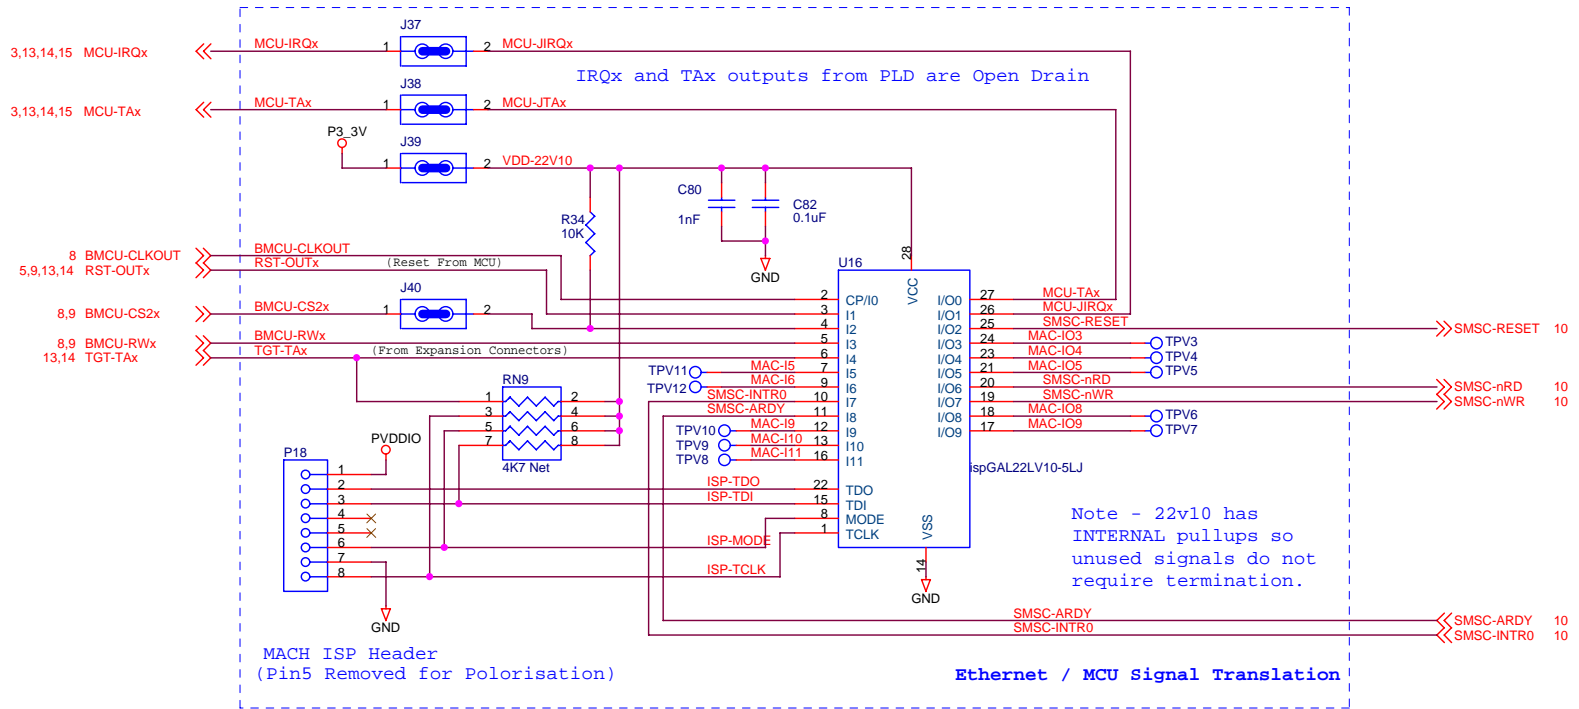 J37
3,13,14,15 MCU-IRQx
MCU-IRQx
1
2
MCU-JIRQx
IRQx and TAx outputs from PLD are Open Drain
J38
3,13,14,15 MCU-TAx
MCU-TAx
1
2
MCU-JTAx
P3_3V
J39
1
2
VDD-22V10
C80
1nF
C82
0.1uF
R34
10K
GND
8 BMCU-CLKOUT
BMCU-CLKOUT
5,9,13,14 RST-OUTx
RST-OUTx
(Reset From MCU)
J40
8,9 BMCU-CS2x
BMCU-CS2x
1
2
8,9 BMCU-RWx
BMCU-RWx
13,14 TGT-TAx
TGT-TAx
(From Expansion Connectors)
U16
28
VCC
2 CP/I0
3 I1
4 I2
5 I3
6 I4
TPV11 MAC-I5 7 I5
TPV12 MAC-I6 9 I6
SMSC-INTR0 10 I7
SMSC-ARDY 11 I8
TPV10 MAC-I9 12 I9
TPV9 MAC-I10 13 I10
TPV8 MAC-I11 16 I11
ISP-TDO 22 TDO
ISP-TDI 15 TDI
ISP-MODE 8 MODE
ISP-TCLK 1 TCLK
I/O0 27 MCU-TAx
I/O1 26 MCU-JIRQx
I/O2 25 SMSC-RESET
SMSC-RESET 10
I/O3 24 MAC-IO3 TPV3
I/O4 23 MAC-IO4 TPV4
I/O5 21 MAC-IO5 TPV5
I/O6 20 SMSC-nRD
SMSC-nRD 10
I/O7 19 SMSC-nWR
SMSC-nWR 10
I/O8 18 MAC-IO8 TPV6
I/O9 17 MAC-IO9 TPV7
ispGAL22LV10-5LJ
VSS
14
GND
RN9
1 2
3 4
5 6
7 8
4K7 Net
PVDDIO
P18
1
2
3
4
5
6
7
8
GND
Note - 22v10 has
INTERNAL pullups so
unused signals do not
require termination.
SMSC-ARDY
SMSC-ARDY 10
SMSC-INTR0
SMSC-INTR0 10
MACH ISP Header
(Pin5 Removed for Polorisation)
Ethernet / MCU Signal Translation